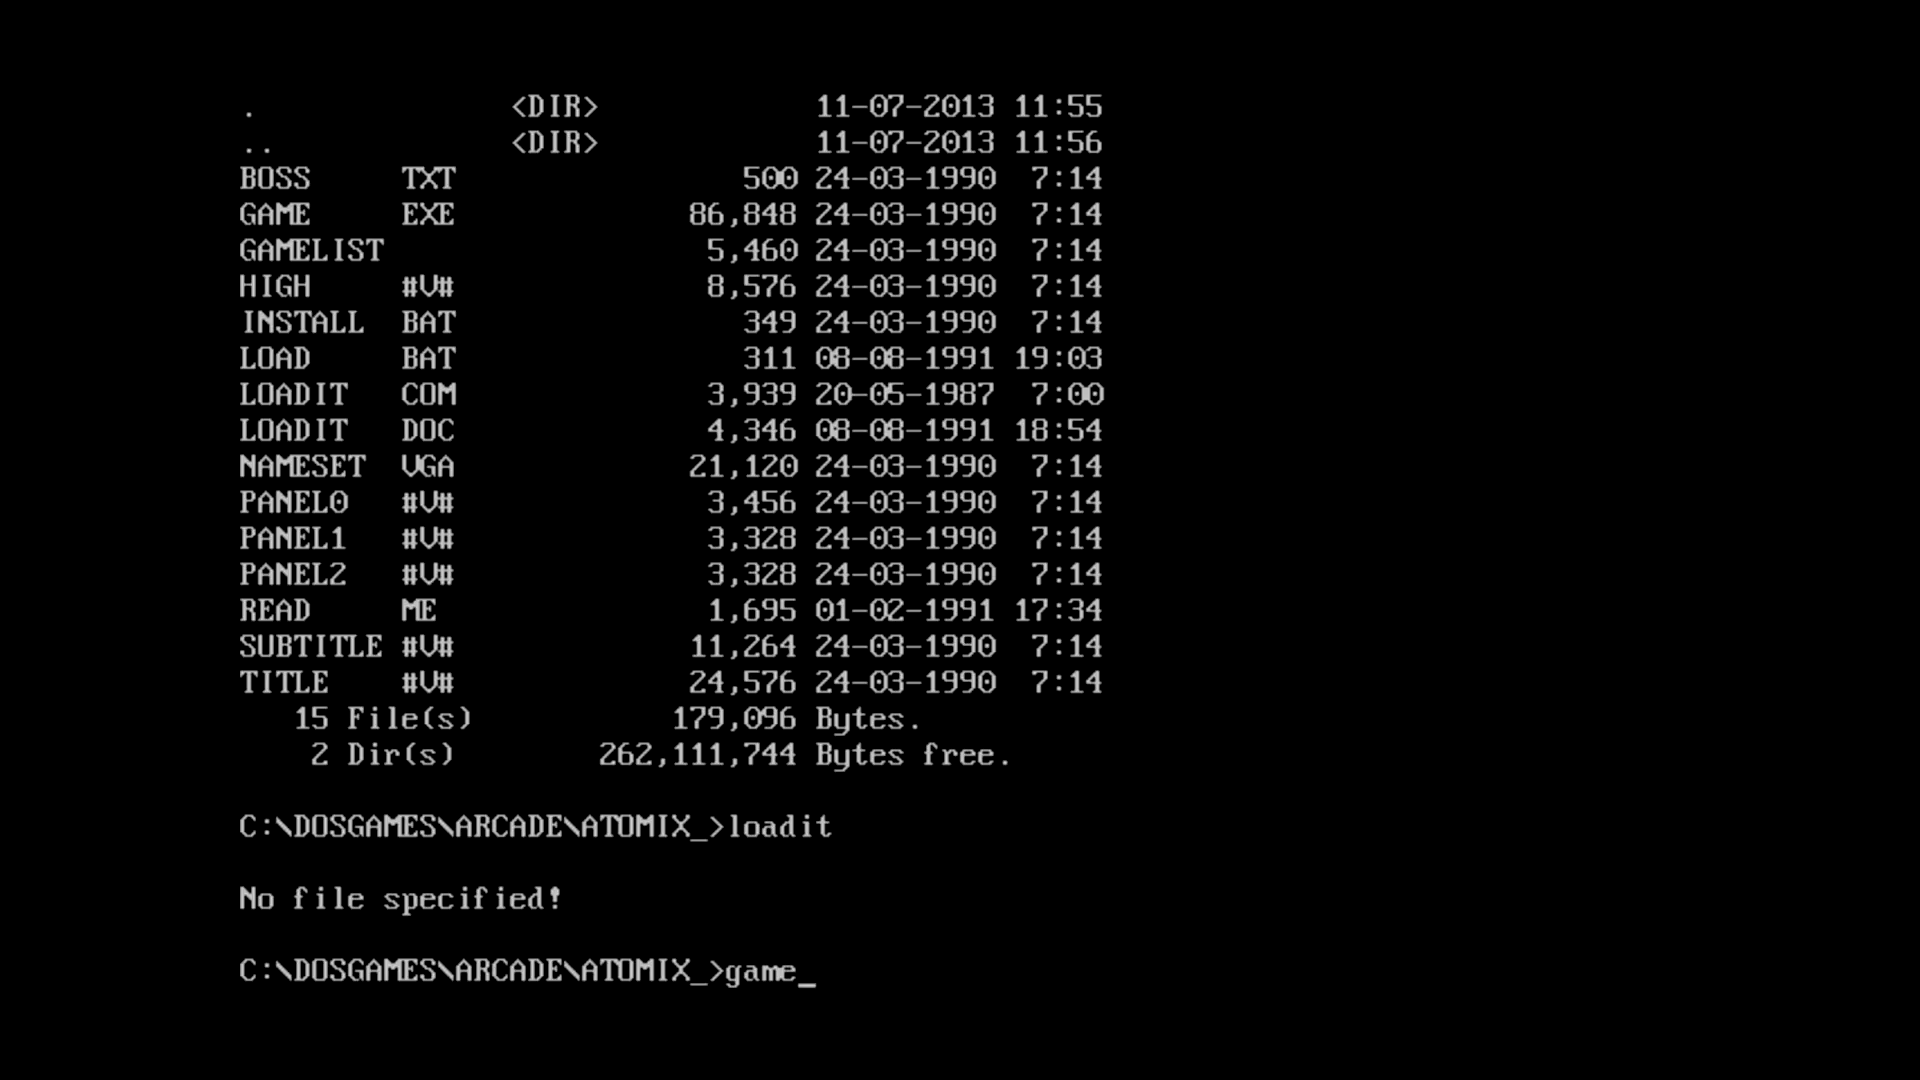 . <DIR> 11-07-2013 11:55
.. <DIR> 11-07-2013 11:56
BOSS TXT 500 24-03-1990 7:14
GAME EXE 86,848 24-03-1990 7:14
GAMELIST 5,460 24-03-1990 7:14
HIGH #V# 8,576 24-03-1990 7:14
INSTALL BAT 349 24-03-1990 7:14
LOAD BAT 311 08-08-1991 19:03
LOADIT COM 3,939 20-05-1987 7:00
LOADIT DOC 4,346 08-08-1991 18:54
NAMESET VGA 21,120 24-03-1990 7:14
PANEL0 #V# 3,456 24-03-1990 7:14
PANEL1 #V# 3,328 24-03-1990 7:14
PANEL2 #V# 3,328 24-03-1990 7:14
READ ME 1,695 01-02-1991 17:34
SUBTITLE #V# 11,264 24-03-1990 7:14
TITLE #V# 24,576 24-03-1990 7:14
15 File(s) 179,096 Bytes.
2 Dir(s) 262,111,744 Bytes free.
C:\DOSGAMES\ARCADE\ATOMIX_>loadit
No file specified!
C:\DOSGAMES\ARCADE\ATOMIX_>game_